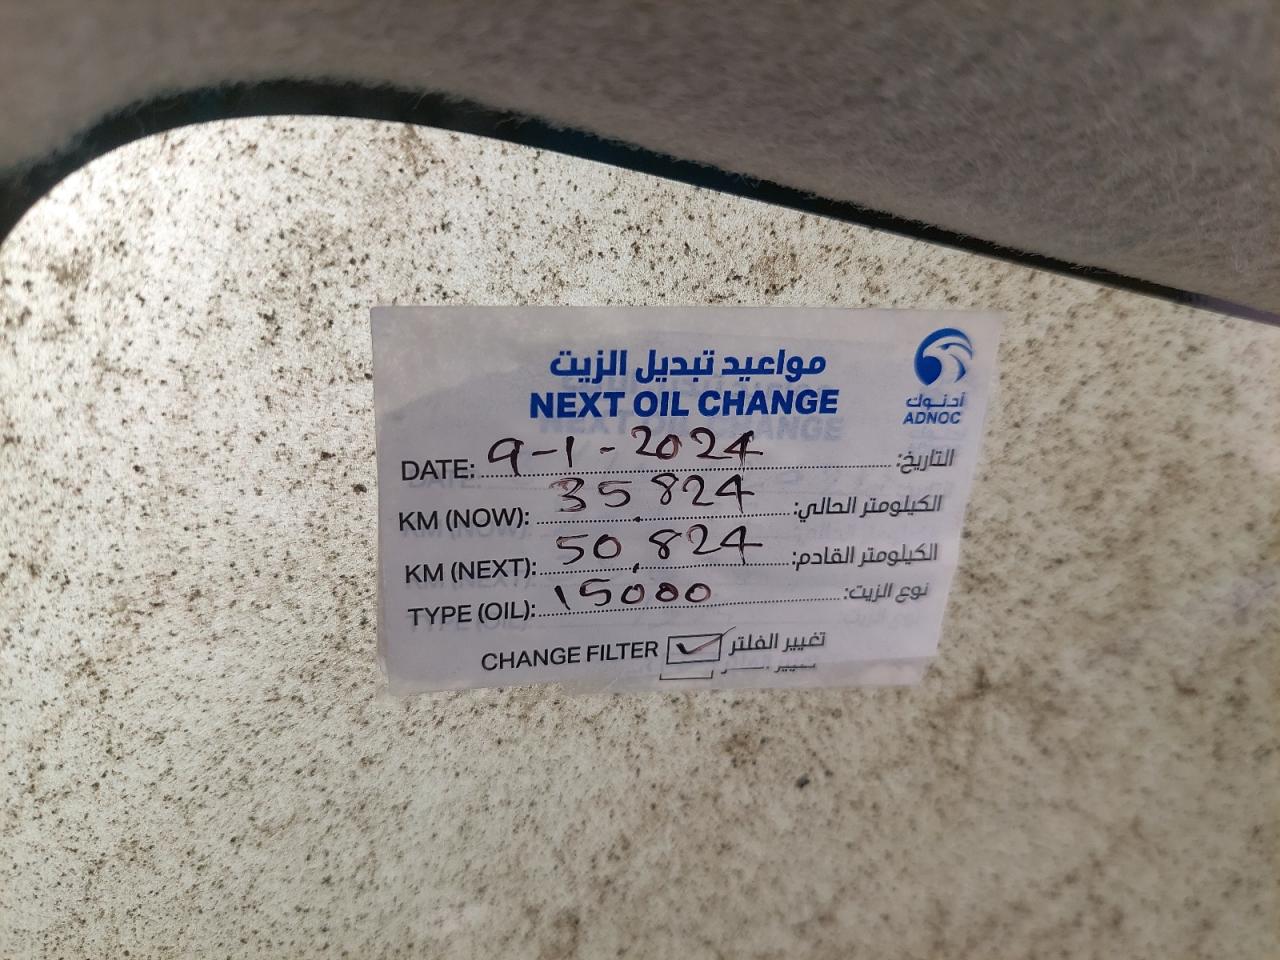 مواعيد تبديل الزيت
NEXT OIL CHANGE
أدنوك
ADNOC
DATE: 9-1-2024 التاريخ:
KM (NOW): 35,824 الكيلومتر الحالي:
KM (NEXT): 50,824 الكيلومتر القادم:
TYPE (OIL): 15000 نوع الزيت:
CHANGE FILTER ✓ تغيير الفلتر